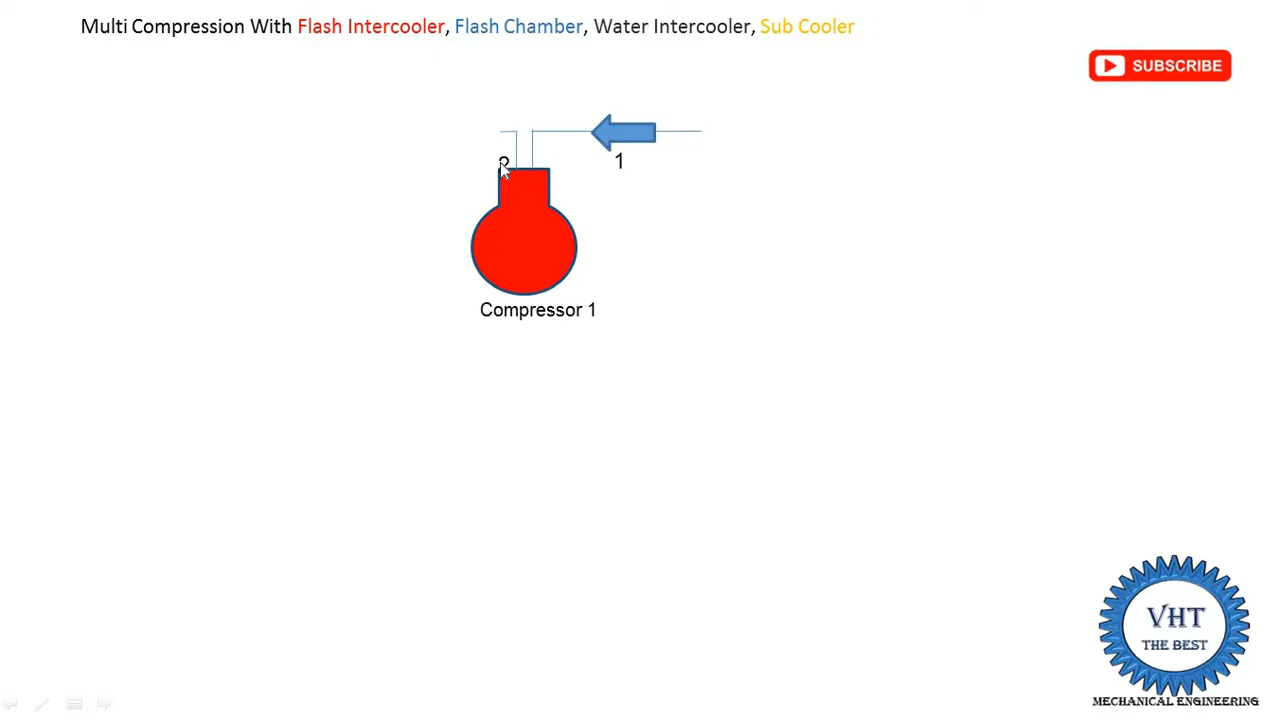 Multi Compression With Flash Intercooler, Flash Chamber, Water Intercooler, Sub Cooler
SUBSCRIBE
1
Compressor 1
VHT
THE BEST
MECHANICAL ENGINEERING